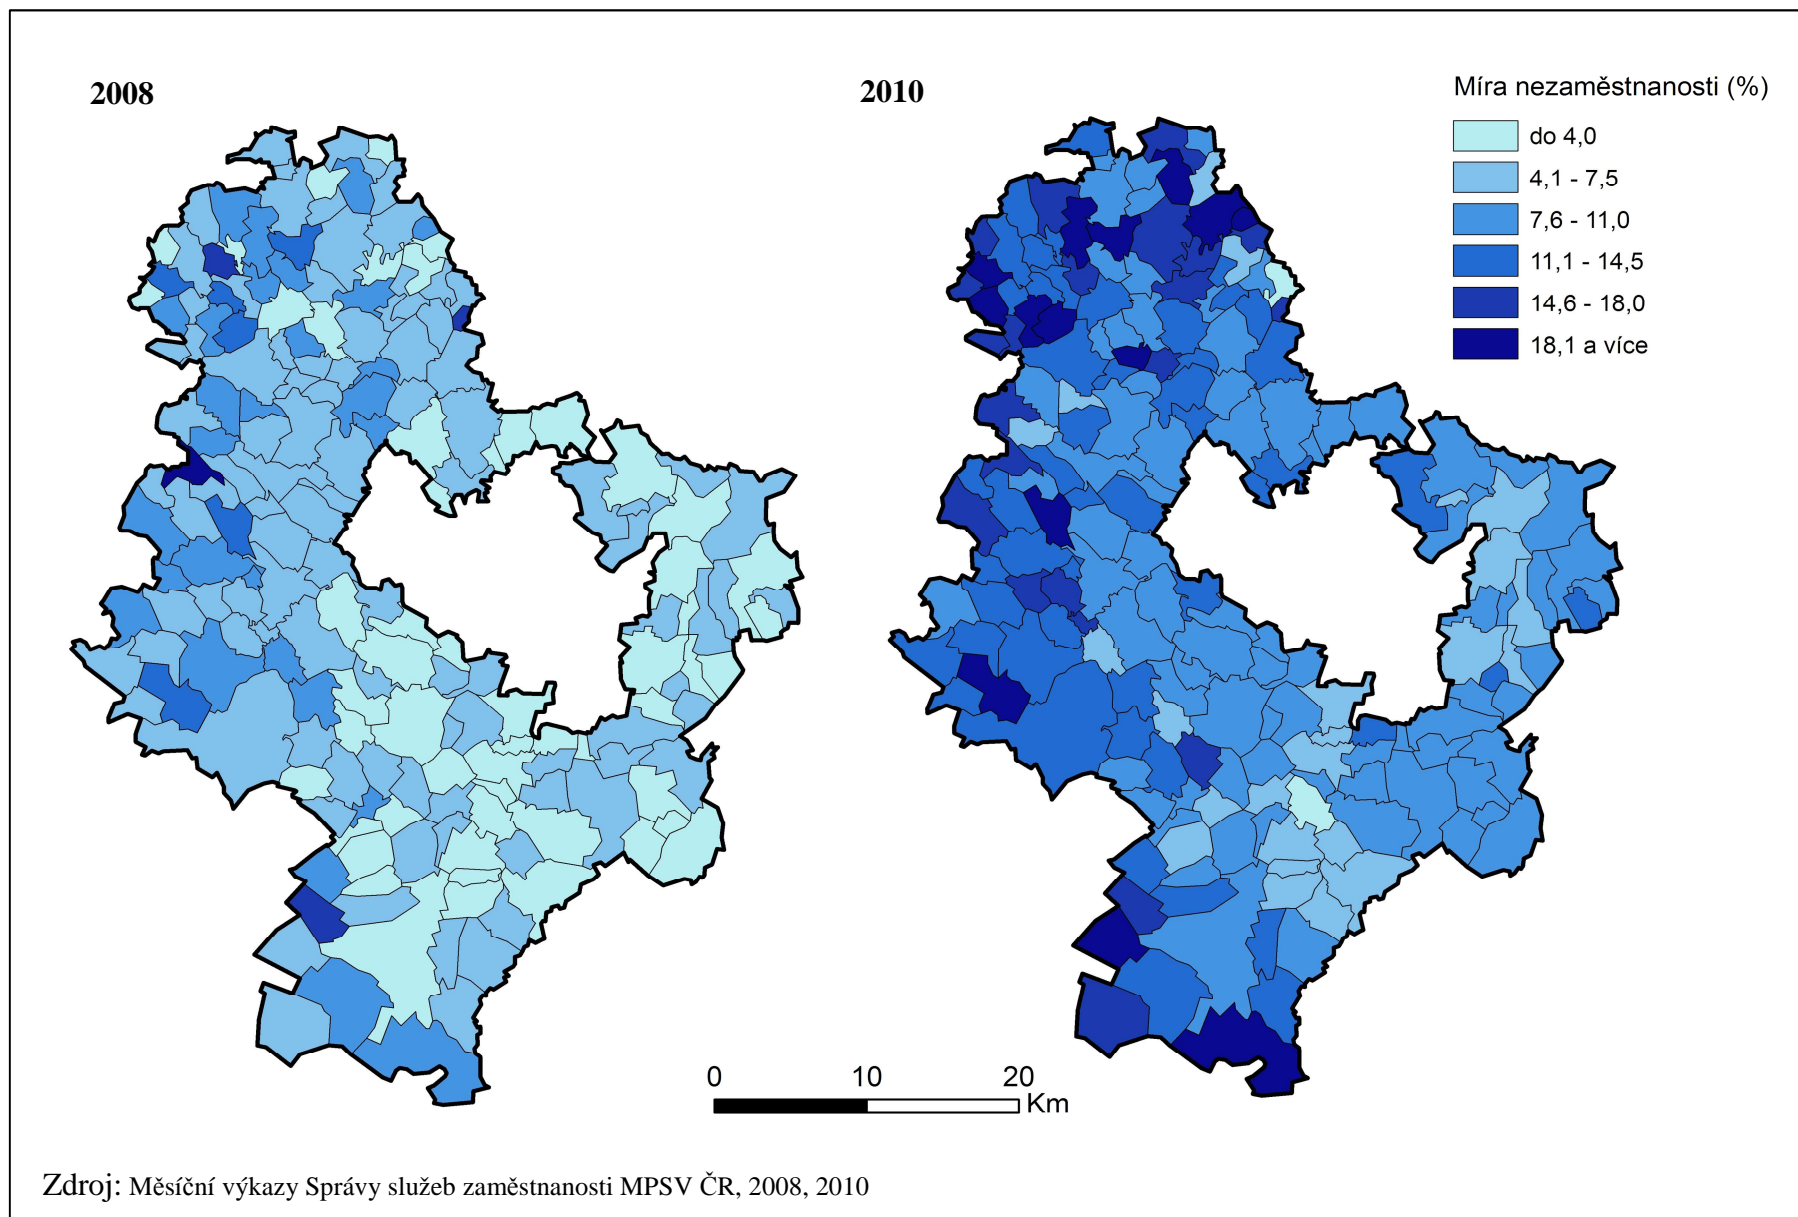 2008
2010
Míra nezaměstnanosti (%)
do 4,0
4,1 - 7,5
7,6 - 11,0
11,1 - 14,5
14,6 - 18,0
18,1 a více
0 10 20
Km
Zdroj: Měsíční výkazy Správy služeb zaměstnanosti MPSV ČR, 2008, 2010